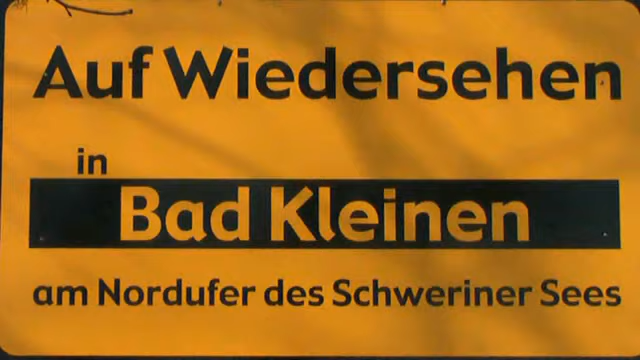 Auf Wiedersehen
in
Bad Kleinen
am Nordufer des Schweriner Sees